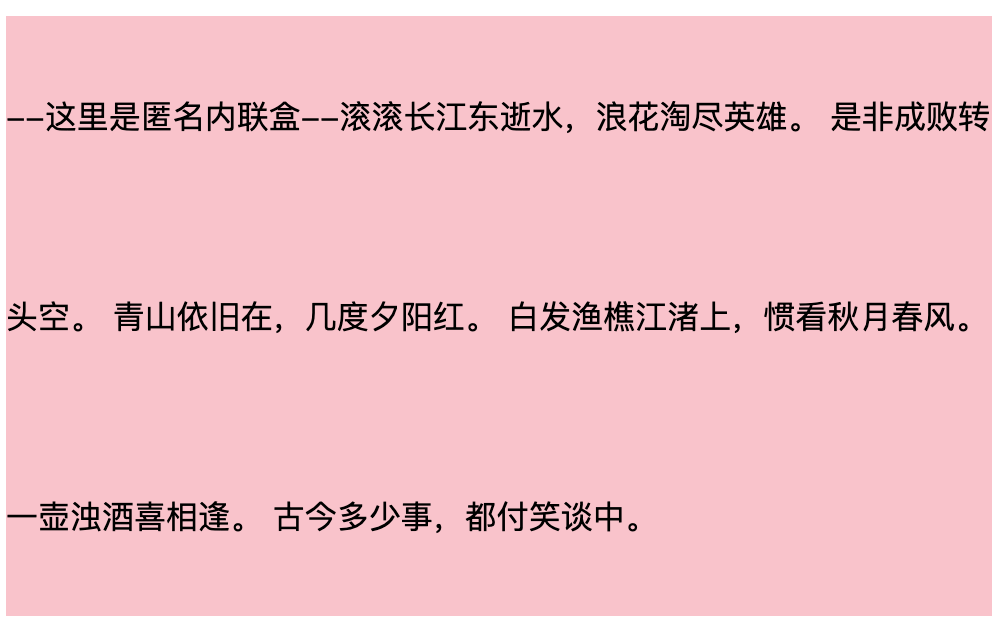 --这里是匿名内联盒--滚滚长江东逝水，浪花淘尽英雄。 是非成败转
头空。 青山依旧在，几度夕阳红。 白发渔樵江渚上，惯看秋月春风。
一壶浊酒喜相逢。 古今多少事，都付笑谈中。